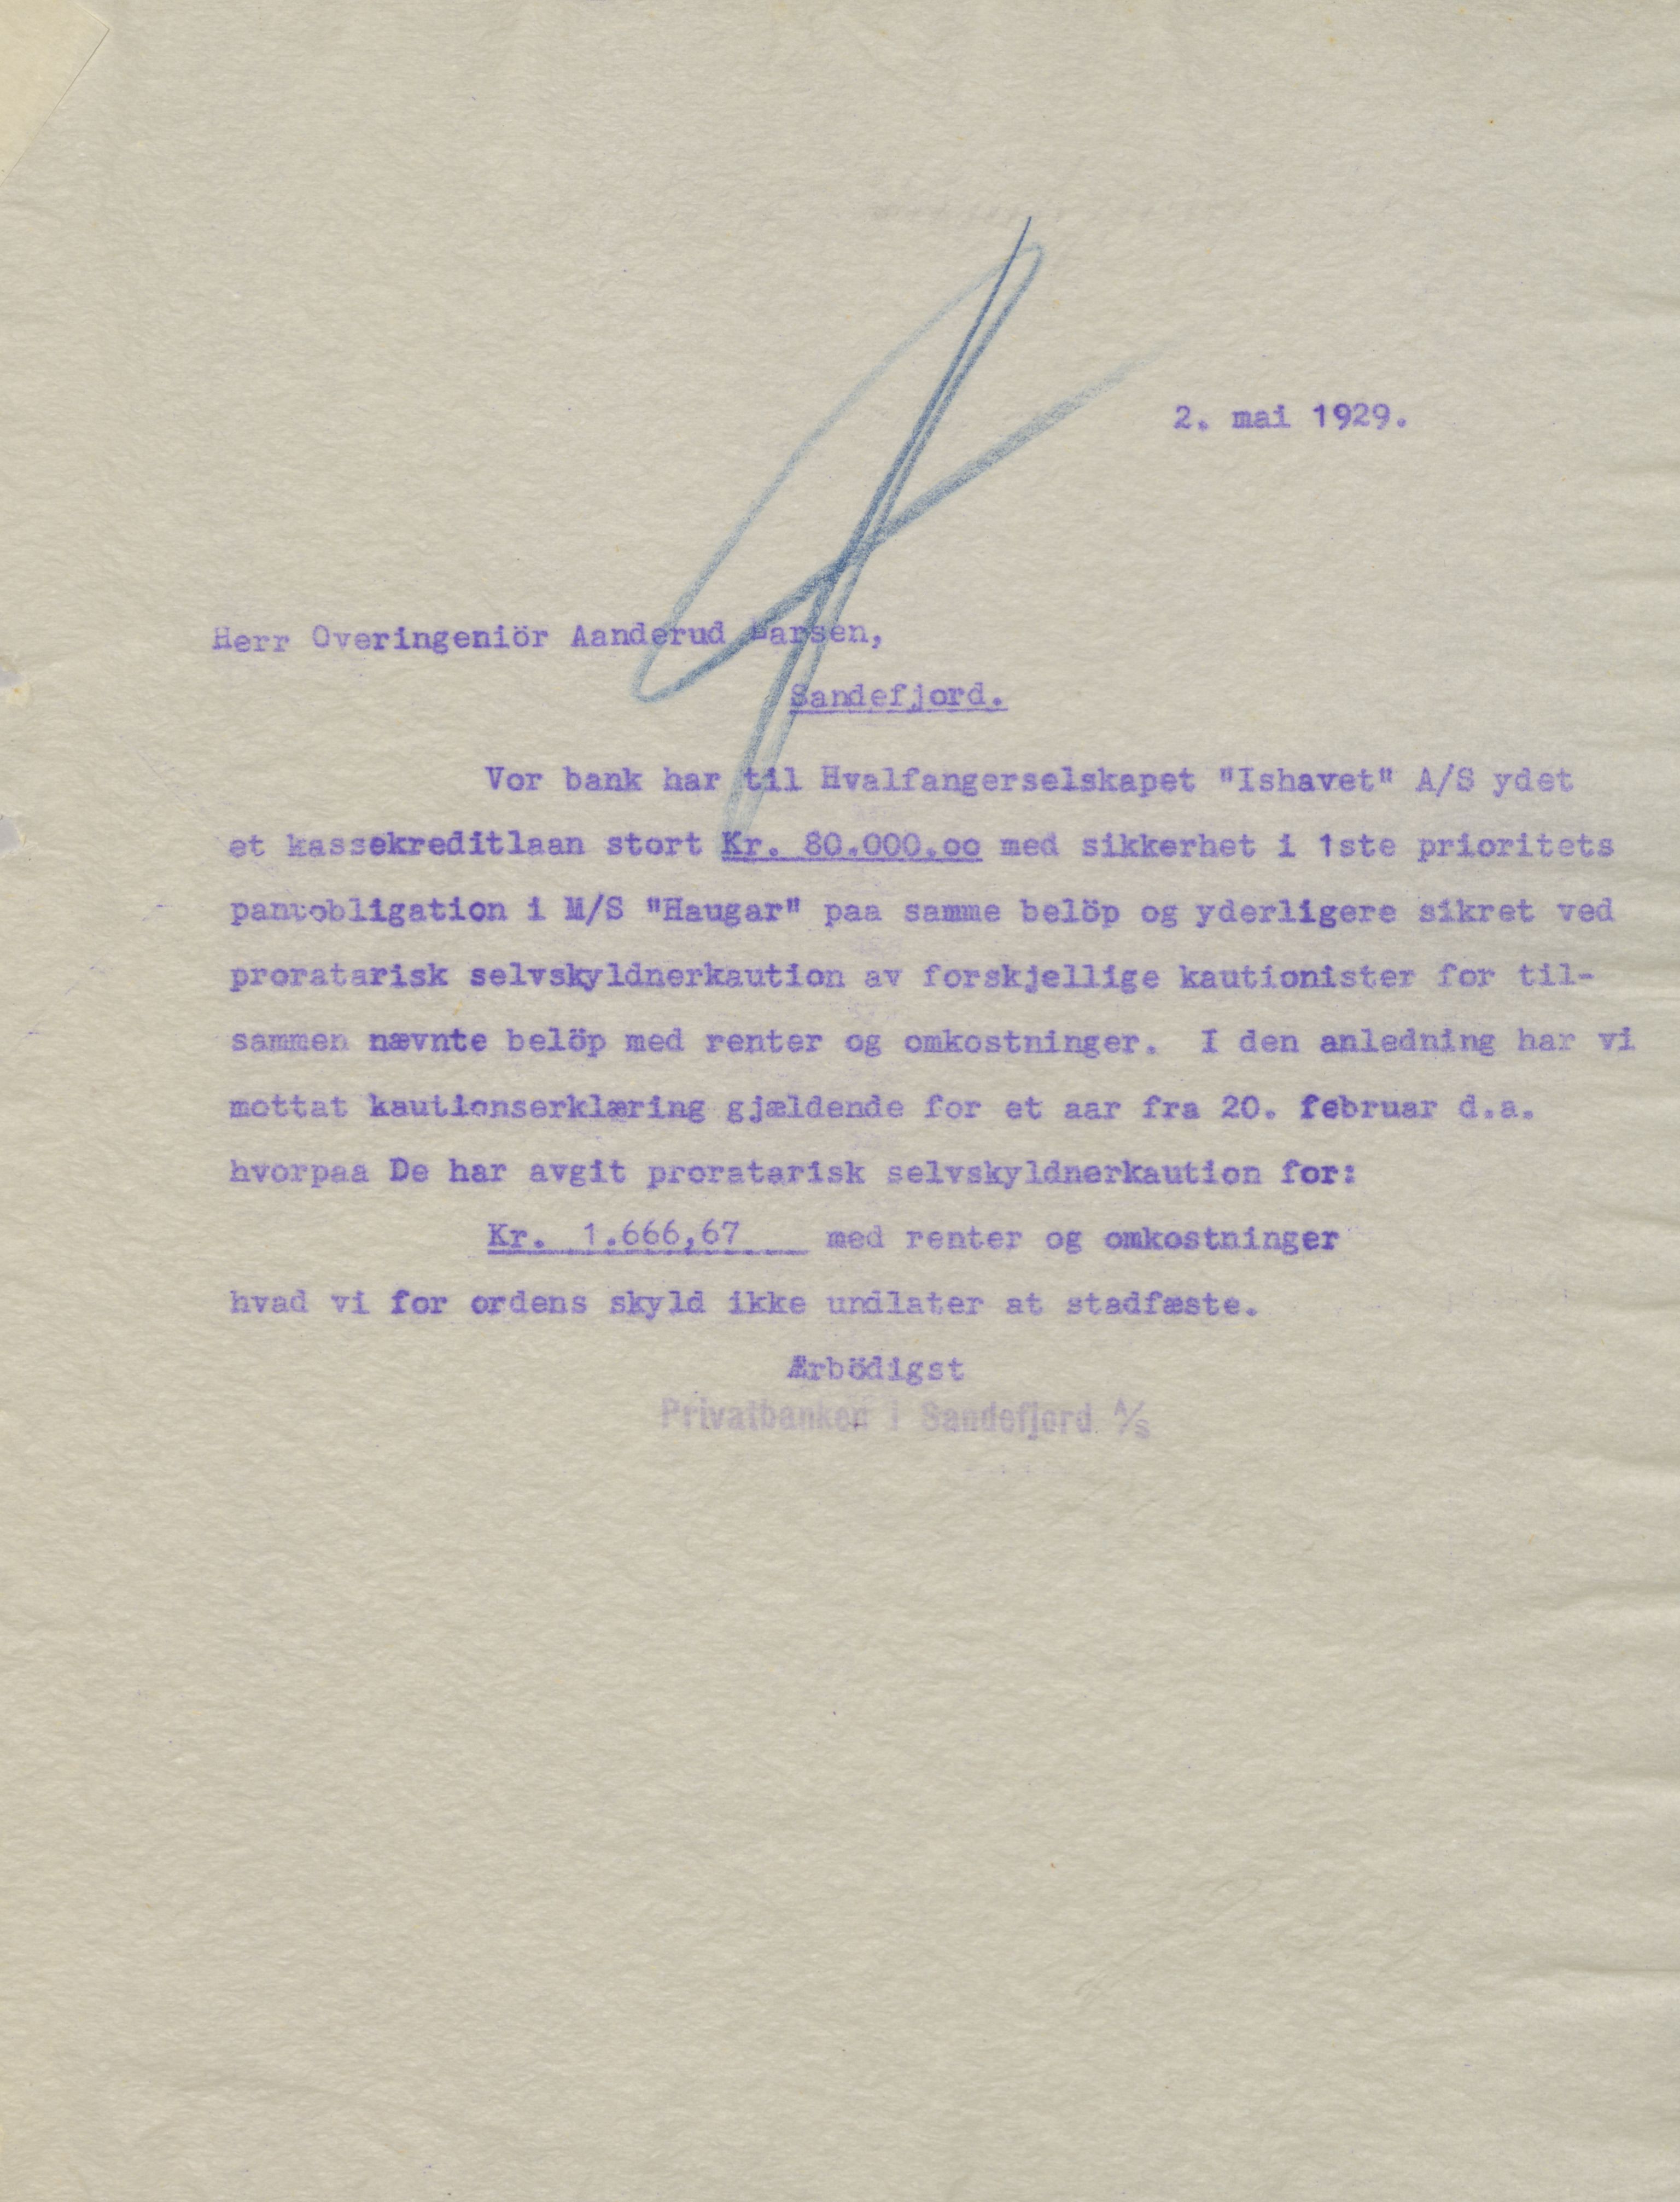 2. mai 1929.
Herr Overingeniör Aanderud Larsen,
Sandefjord.
Vor bank har til Hvalfangerselskapet "Ishavet" A/S ydet
et kassekreditlaan stort Kr. 80.000.oo med sikkerhet i 1ste prioritets
pantobligation i M/S "Haugar" paa samme belöp og yderligere sikret ved
proratarisk selvskyldnerkaution av forskjellige kautionister for til-
sammen nævnte belöp med renter og omkostninger. I den anledning har vi
mottat kautionserklæring gjældende for et aar fra 20. februar d.a.
hvorpaa De har avgit proratarisk selvskyldnerkaution for:
Kr. 1.666,67 med renter og omkostninger
hvad vi for ordens skyld ikke undlater at stadfæste.
Ærbödigst
Privatbanken i Sandefjord A/S